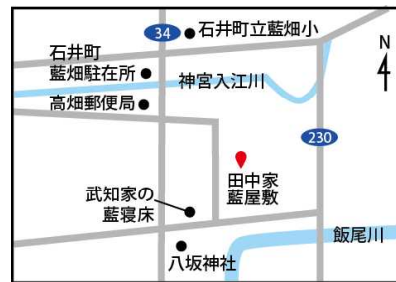 34
石井町立藍畑小
石井町
藍畑駐在所
神宮入江川
N
高畑郵便局
230
田中家
藍屋敷
武知家の
藍寝床
飯尾川
八坂神社